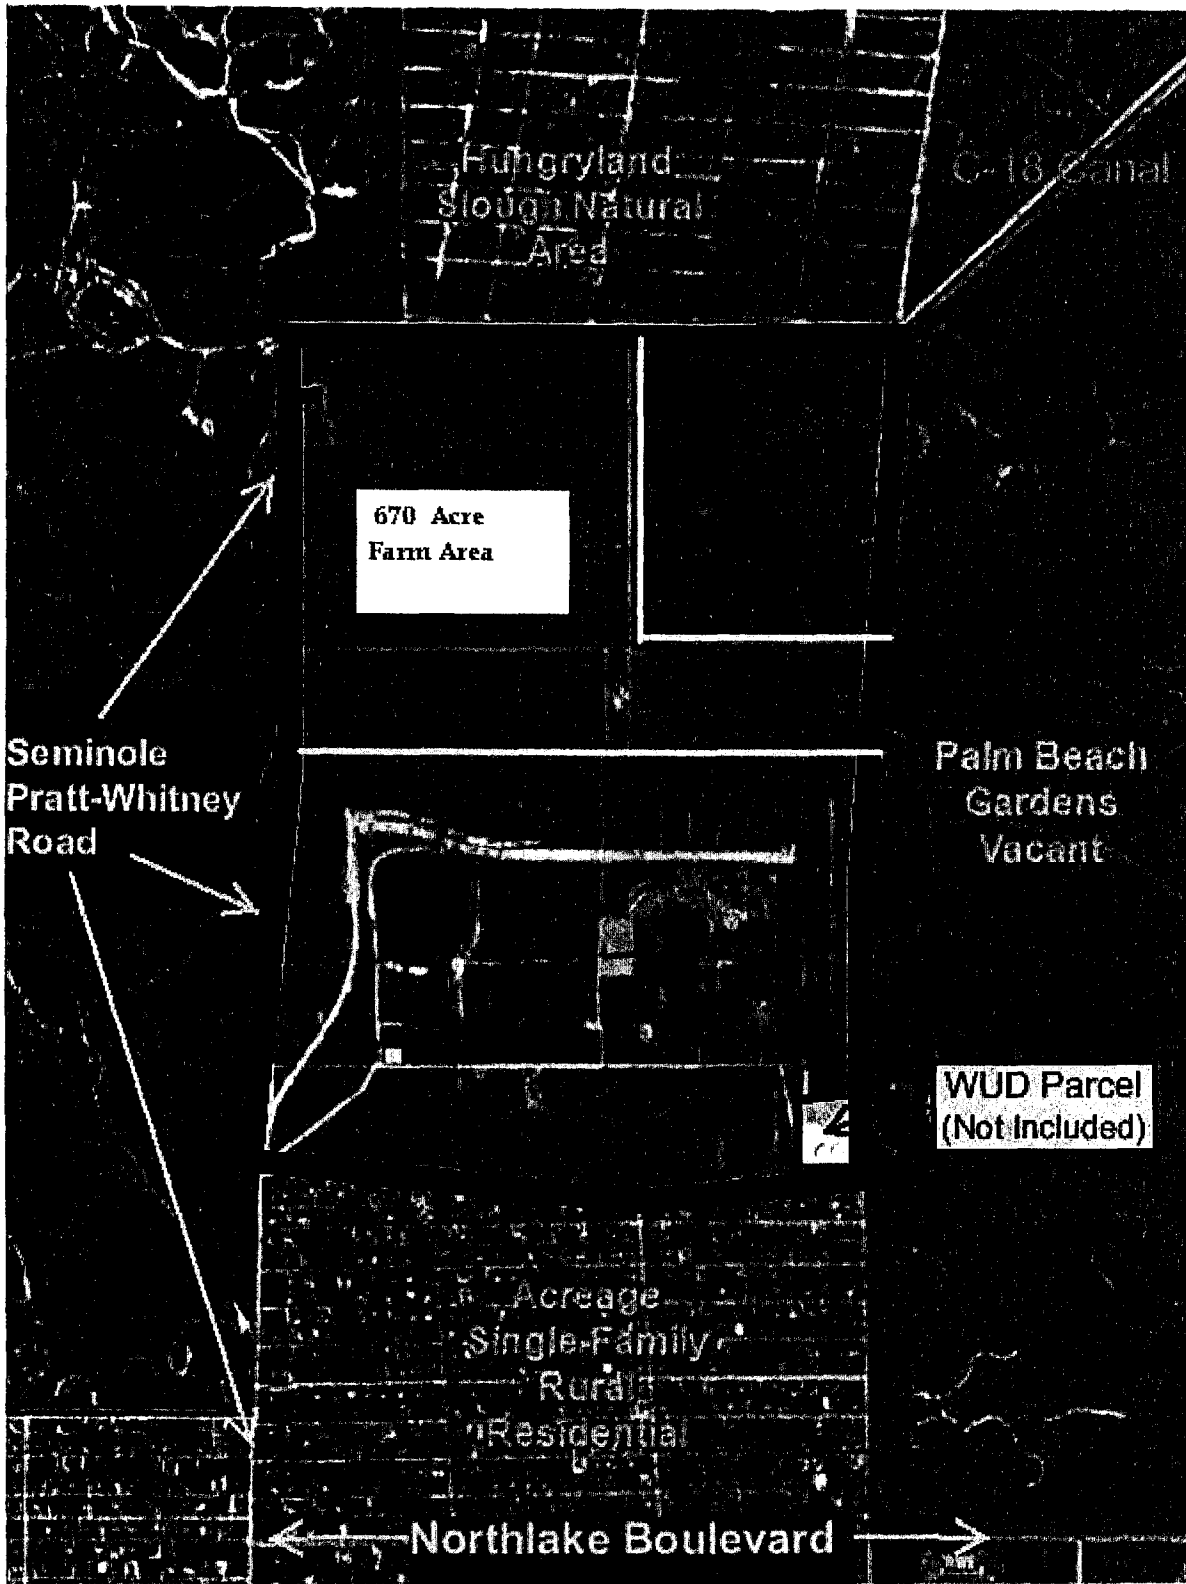 Hungryland
Slough Natural
Area
C-18 Canal
670 Acre
Farm Area
Seminole
Pratt-Whitney
Road
Palm Beach
Gardens
Vacant
WUD Parcel
(Not Included)
Acreage
Single-Family
Rural
Residential
Northlake Boulevard